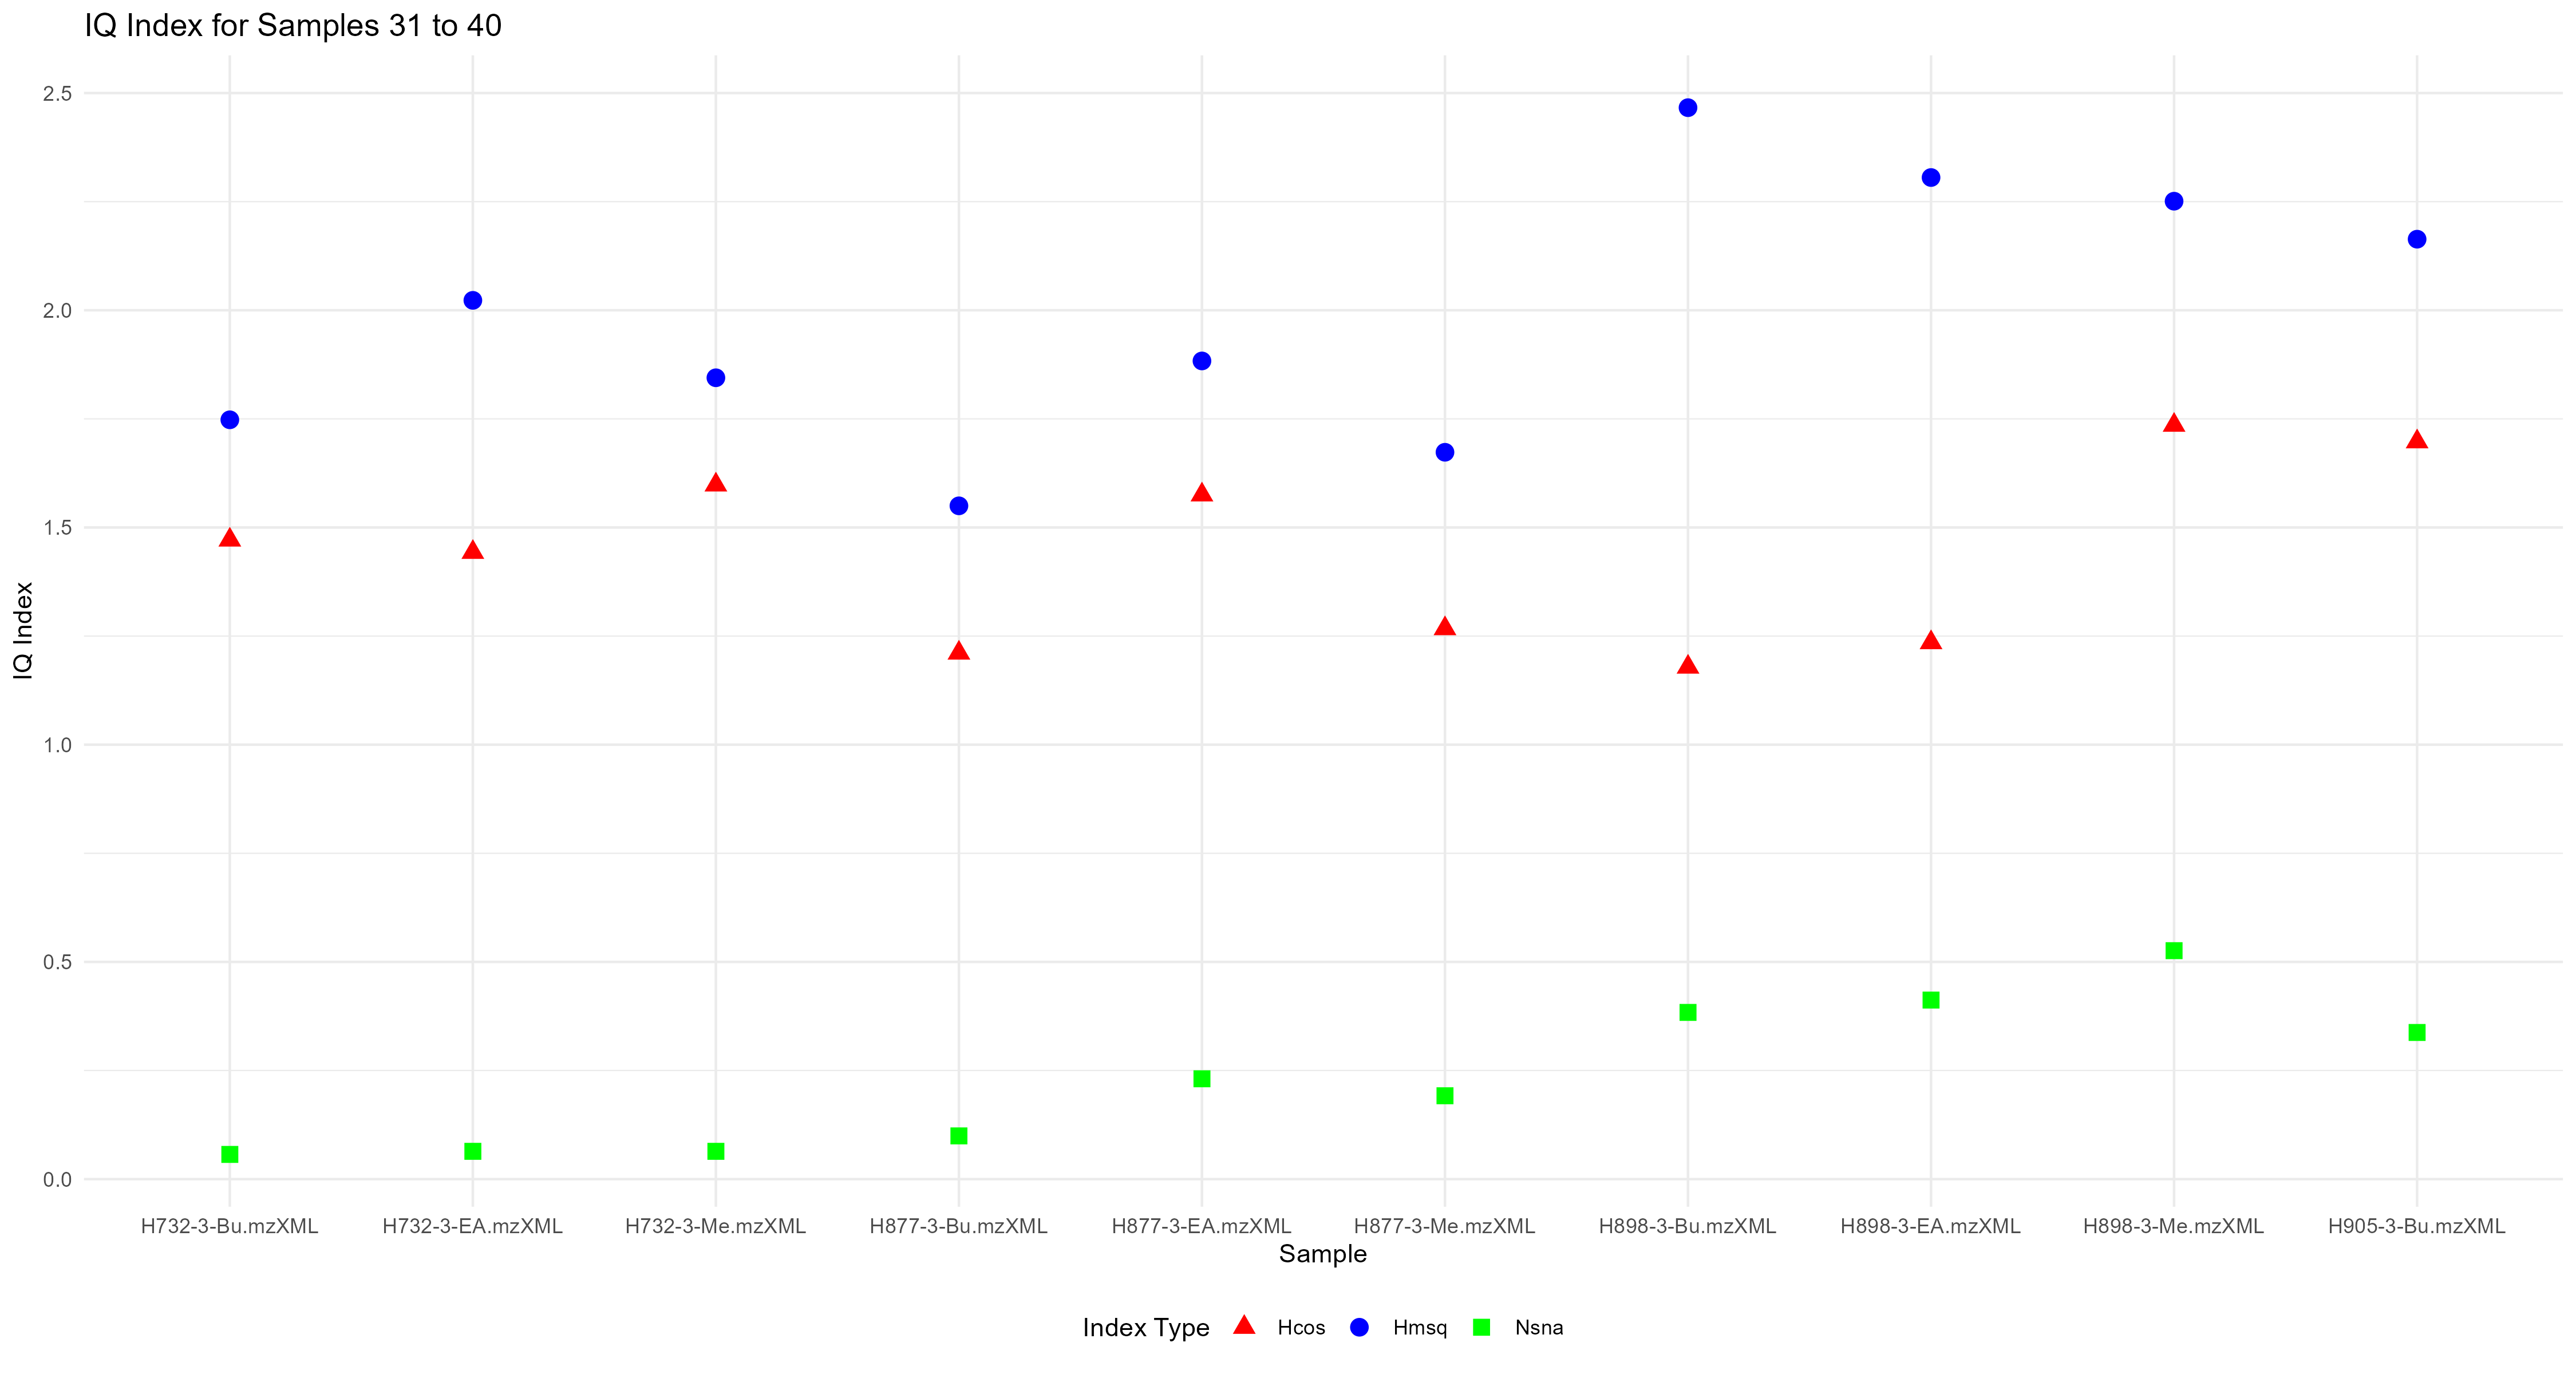 IQ Index for Samples 31 to 40
2.5
2.0
1.5
1.0
0.5
0.0
IQ Index
H732-3-Bu.mzXML H732-3-EA.mzXML H732-3-Me.mzXML H877-3-Bu.mzXML H877-3-EA.mzXML H877-3-Me.mzXML H898-3-Bu.mzXML H898-3-EA.mzXML H898-3-Me.mzXML H905-3-Bu.mzXML
Sample
Index Type Hcos Hmsq Nsna